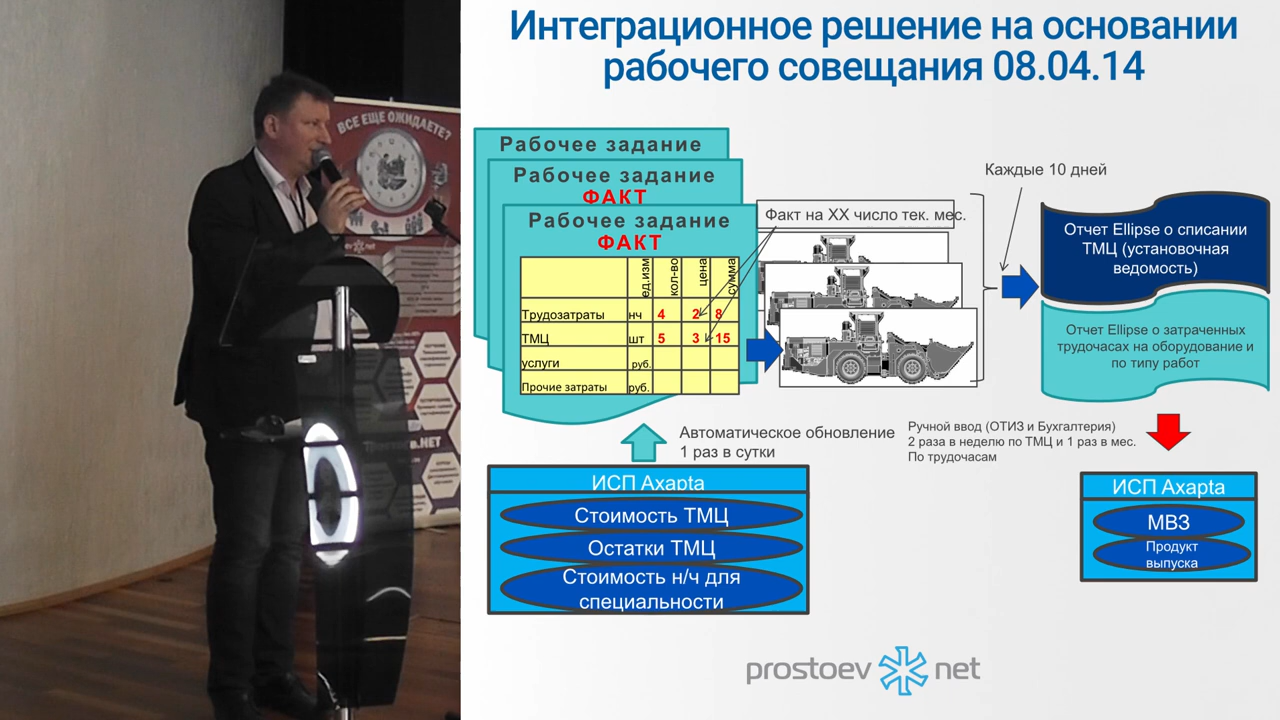 Интеграционное решение на основании
рабочего совещания 08.04.14
ВСЕ ЕЩЕ ОЖИДАЕТЕ?
Рабочее задание
Рабочее задание
ФАКТ
Рабочее задание
ФАКТ
ед.изм кол-во цена сумма
Трудозатраты нч 4 2 8
ТМЦ шт 5 3 15
услуги руб.
Прочие затраты руб.
Факт на ХХ число тек. мес.
Каждые 10 дней
Отчет Ellipse о списании
ТМЦ (установочная
ведомость)
Отчет Ellipse о затраченных
трудочасах на оборудование и
по типу работ
Автоматическое обновление
1 раз в сутки
Ручной ввод (ОТИЗ и Бухгалтерия)
2 раза в неделю по ТМЦ и 1 раз в мес.
По трудочасам
ИСП Axapta
Стоимость ТМЦ
Остатки ТМЦ
Стоимость н/ч для
специальности
ИСП Axapta
МВЗ
Продукт
выпуска
prostoev net